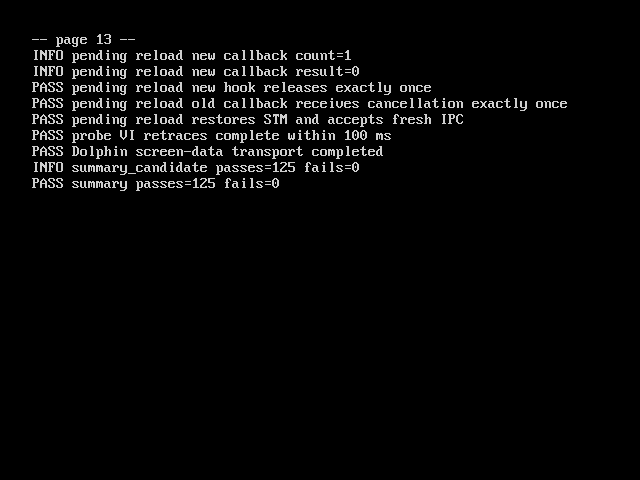 -- page 13 --
INFO pending reload new callback count=1
INFO pending reload new callback result=0
PASS pending reload new hook releases exactly once
PASS pending reload old callback receives cancellation exactly once
PASS pending reload restores STM and accepts fresh IPC
PASS probe VI retraces complete within 100 ms
PASS Dolphin screen-data transport completed
INFO summary_candidate passes=125 fails=0
PASS summary passes=125 fails=0